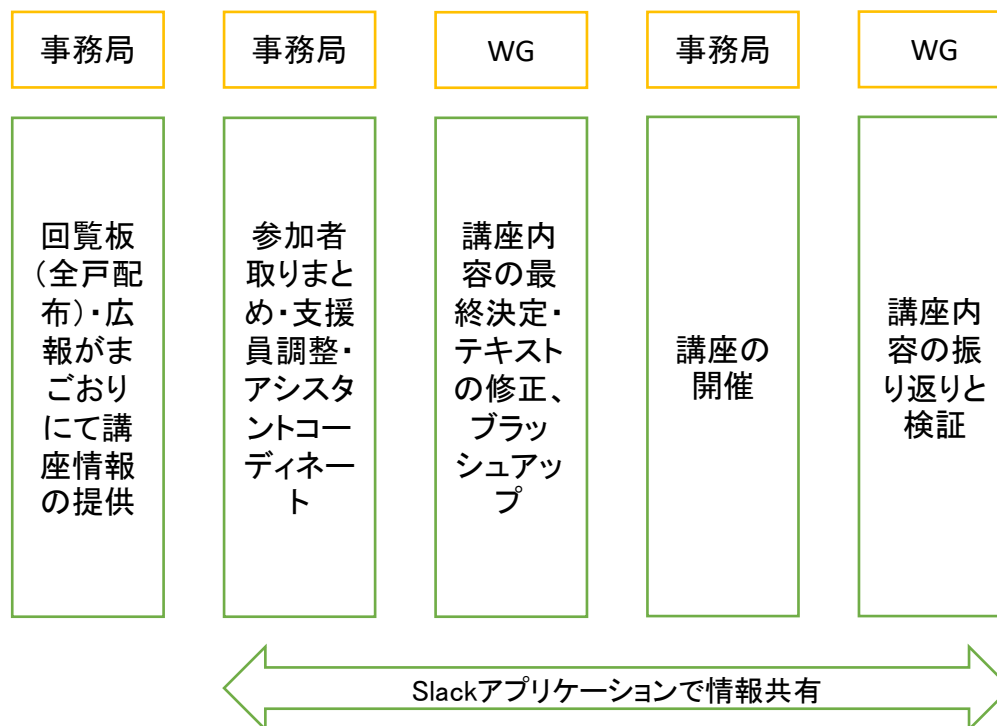 事務局
事務局
WG
事務局
WG
回覧板
（全戸配
布）・広
報がま
ごおり
にて講
座情報
の提供
参加者
取りまと
め・支援
員調整・
アシスタ
ントコー
ディネー
ト
講座内
容の最
終決定・
テキスト
の修正、
ブラッ
シュアッ
プ
講座の
開催
講座内
容の振
り返りと
検証
Slackアプリケーションで情報共有